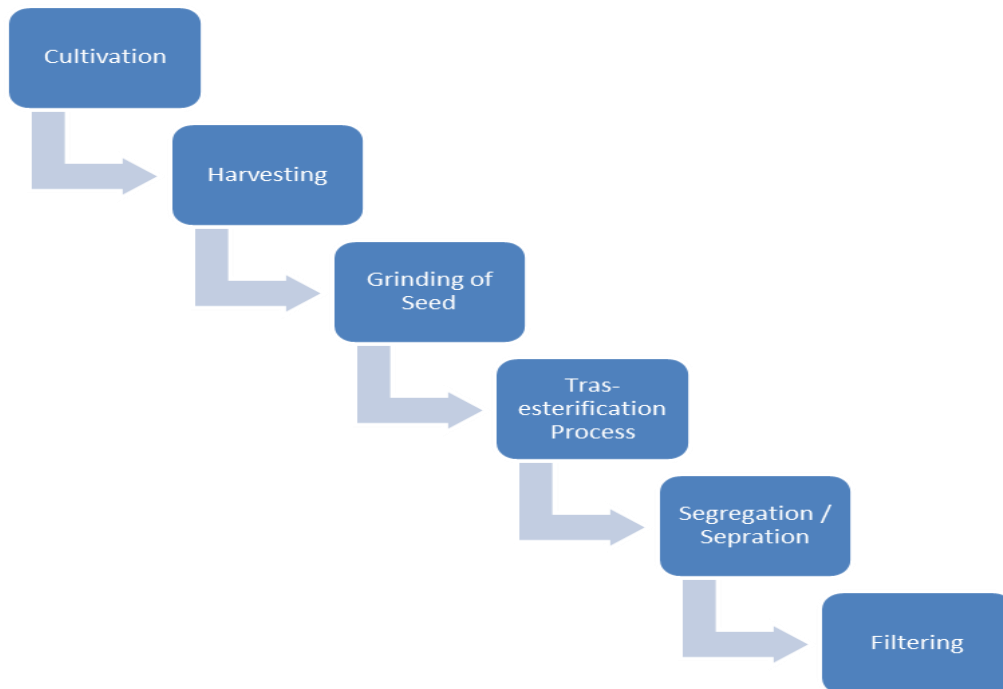 Cultivation
Harvesting
Grinding of
Seed
Tras-
esterification
Process
Segregation /
Sepration
Filtering